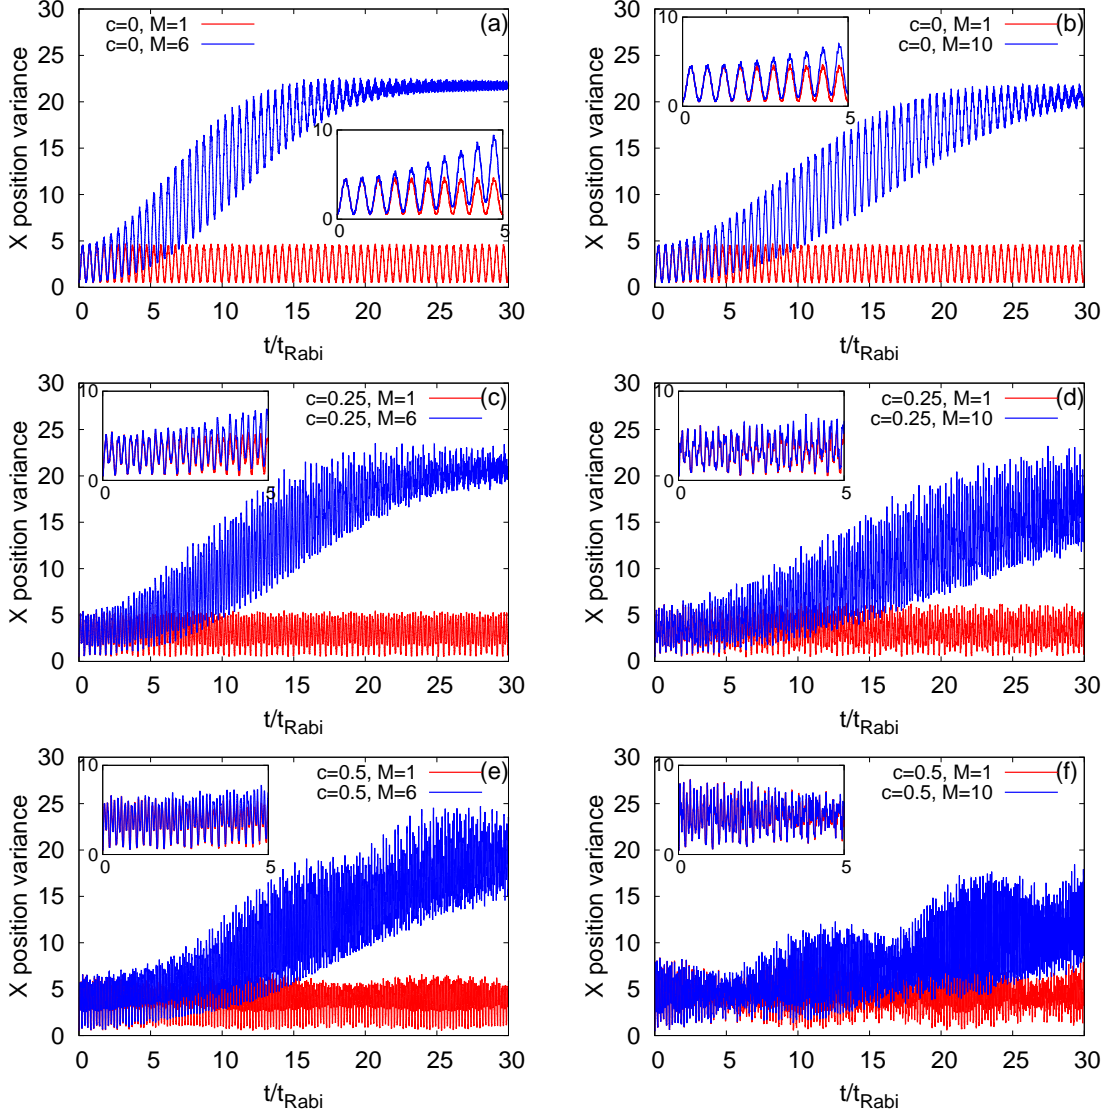 (a)
c=0, M=1
c=0, M=6
X position variance
30
25
20
15
10
5
0
0 5 10 15 20 25 30
t/tRabi
10
0
0 5
(b)
c=0, M=1
c=0, M=10
X position variance
30
25
20
15
10
5
0
0 5 10 15 20 25 30
t/tRabi
10
0
0 5
(c)
c=0.25, M=1
c=0.25, M=6
X position variance
30
25
20
15
10
5
0
0 5 10 15 20 25 30
t/tRabi
10
0
0 5
(d)
c=0.25, M=1
c=0.25, M=10
X position variance
30
25
20
15
10
5
0
0 5 10 15 20 25 30
t/tRabi
10
0
0 5
(e)
c=0.5, M=1
c=0.5, M=6
X position variance
30
25
20
15
10
5
0
0 5 10 15 20 25 30
t/tRabi
10
0
0 5
(f)
c=0.5, M=1
c=0.5, M=10
X position variance
30
25
20
15
10
5
0
0 5 10 15 20 25 30
t/tRabi
10
0
0 5